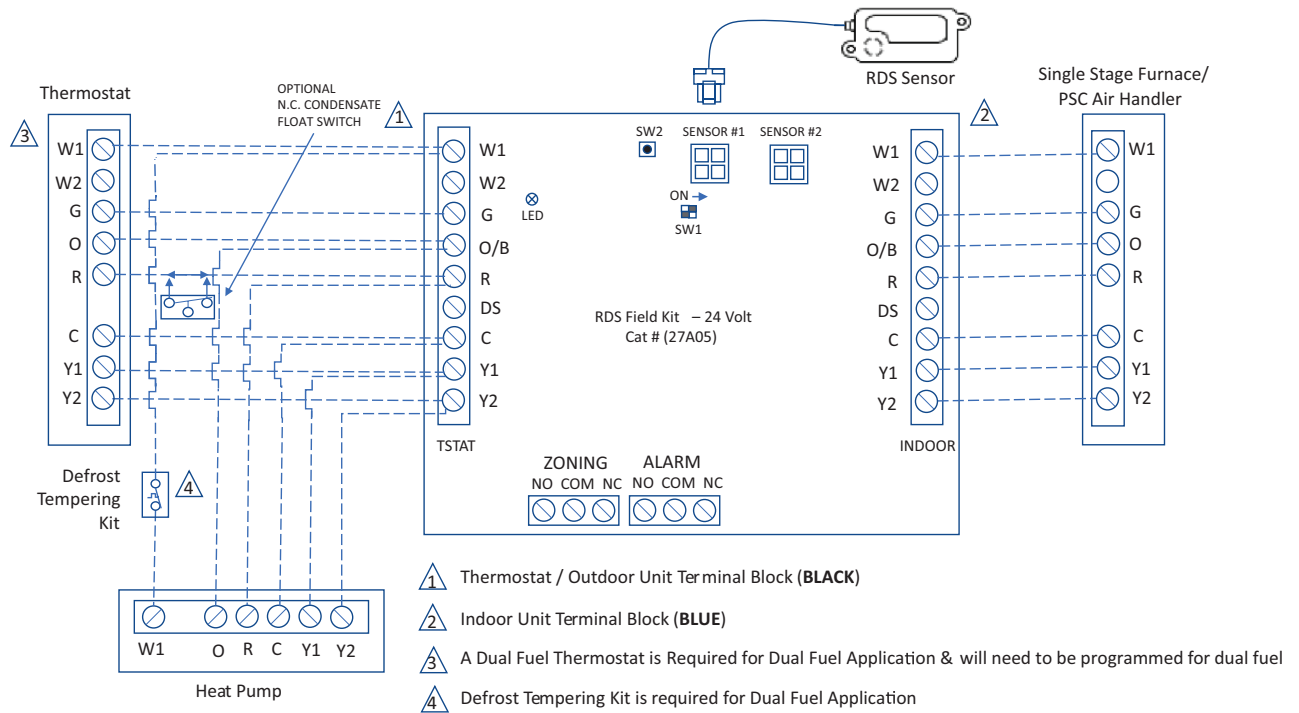 Thermostat
3
W1
W2
G
O
R
C
Y1
Y2
OPTIONAL
N.C. CONDENSATE
FLOAT SWITCH
1
W1
W2
G
O/B
R
DS
C
Y1
Y2
TSTAT
LED
SW2
SENSOR #1
SENSOR #2
ON
SW1
RDS Field Kit – 24 Volt
Cat # (27A05)
RDS Sensor
2
W1
W2
G
O/B
R
DS
C
Y1
Y2
INDOOR
Single Stage Furnace/
PSC Air Handler
W1
G
O
R
C
Y1
Y2
ZONING
NO COM NC
ALARM
NO COM NC
Defrost
Tempering
Kit
4
W1 O R C Y1 Y2
Heat Pump
1 Thermostat / Outdoor Unit Terminal Block (BLACK)
2 Indoor Unit Terminal Block (BLUE)
3 A Dual Fuel Thermostat is Required for Dual Fuel Application & will need to be programmed for dual fuel
4 Defrost Tempering Kit is required for Dual Fuel Application